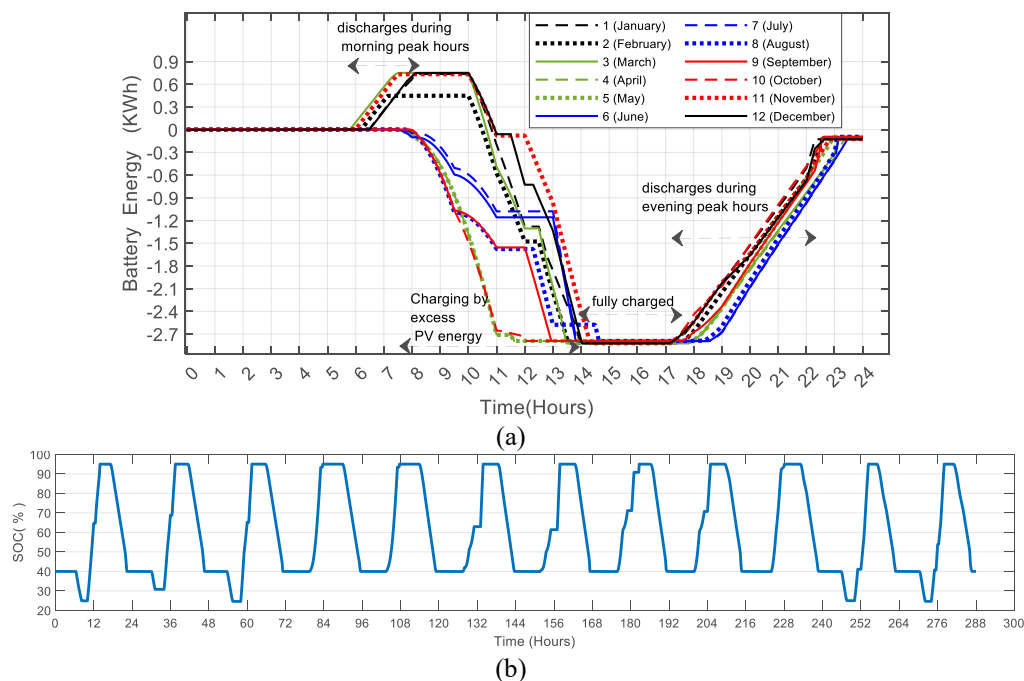 discharges during
morning peak hours
1 (January)
2 (February)
3 (March)
4 (April)
5 (May)
6 (June)
7 (July)
8 (August)
9 (September)
10 (October)
11 (November)
12 (December)
Battery Energy (KWh)
0.9
0.6
0.3
0
-0.3
-0.6
-0.9
-1.2
-1.5
-1.8
-2.1
-2.4
-2.7
discharges during
evening peak hours
Charging by
excess
PV energy
fully charged
0 1 2 3 4 5 6 7 8 9 10 11 12 13 14 15 16 17 18 19 20 21 22 23 24
Time(Hours)
(a)
SOC( % )
100
90
80
70
60
50
40
30
20
0 12 24 36 48 60 72 84 96 108 120 132 144 156 168 180 192 204 216 228 240 252 264 276 288 300
Time (Hours)
(b)